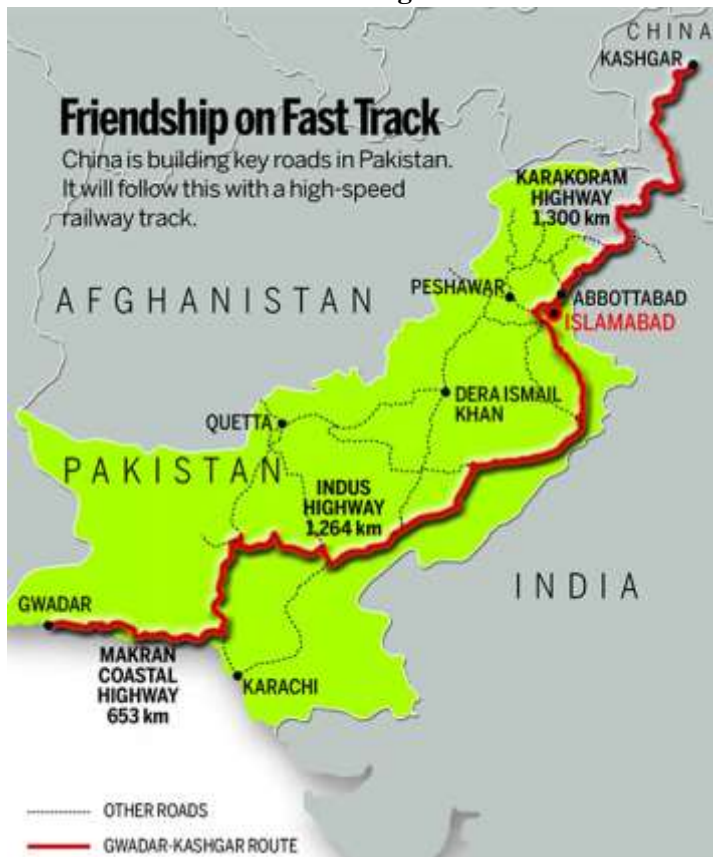 CHINA
KASHGAR
Friendship on Fast Track
China is building key roads in Pakistan.
It will follow this with a high-speed
railway track.
KARAKORAM
HIGHWAY
1,300 km
AFGHANISTAN
PESHAWAR
ABBOTTABAD
ISLAMABAD
DERA ISMAIL
KHAN
QUETTA
PAKISTAN
INDUS
HIGHWAY
1,264 km
INDIA
GWADAR
MAKRAN
COASTAL
HIGHWAY
653 km
KARACHI
OTHER ROADS
GWADAR-KASHGAR ROUTE